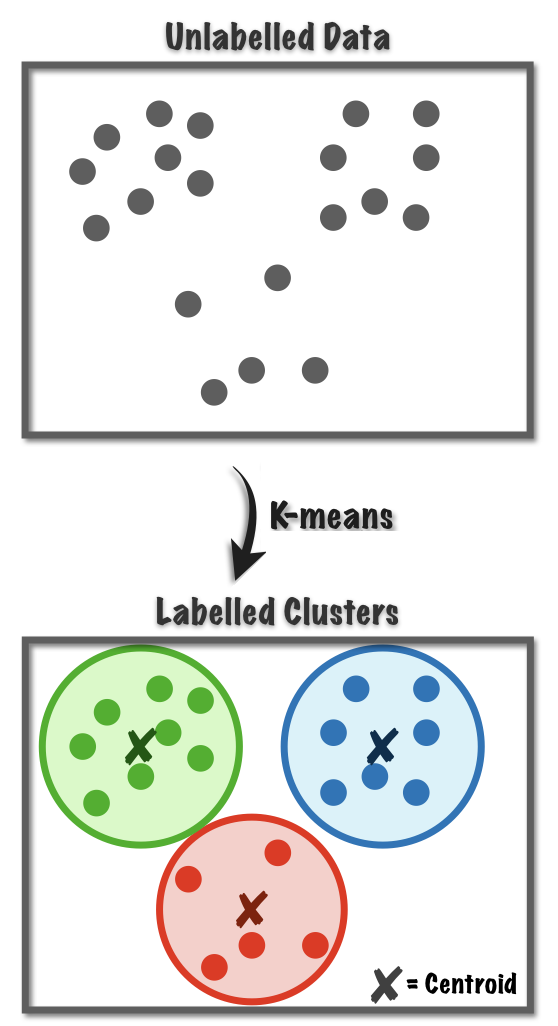 Unlabelled Data
K-means
Labelled Clusters
X = Centroid